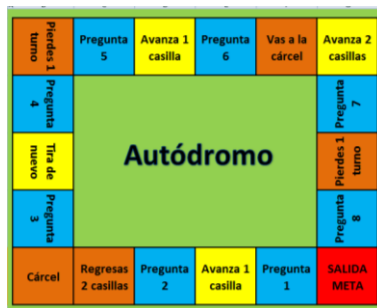 Pierdes 1
turno
Pregunta
5
Avanza 1
casilla
Pregunta
6
Vas a la
cárcel
Avanza 2
casillas
Pregunta
4
Pregunta
7
Tira de
nuevo
Autódromo
Pierdes 1
turno
Pregunta
3
Pregunta
8
Cárcel
Regresas
2 casillas
Pregunta
2
Avanza 1
casilla
Pregunta
1
SALIDA
META